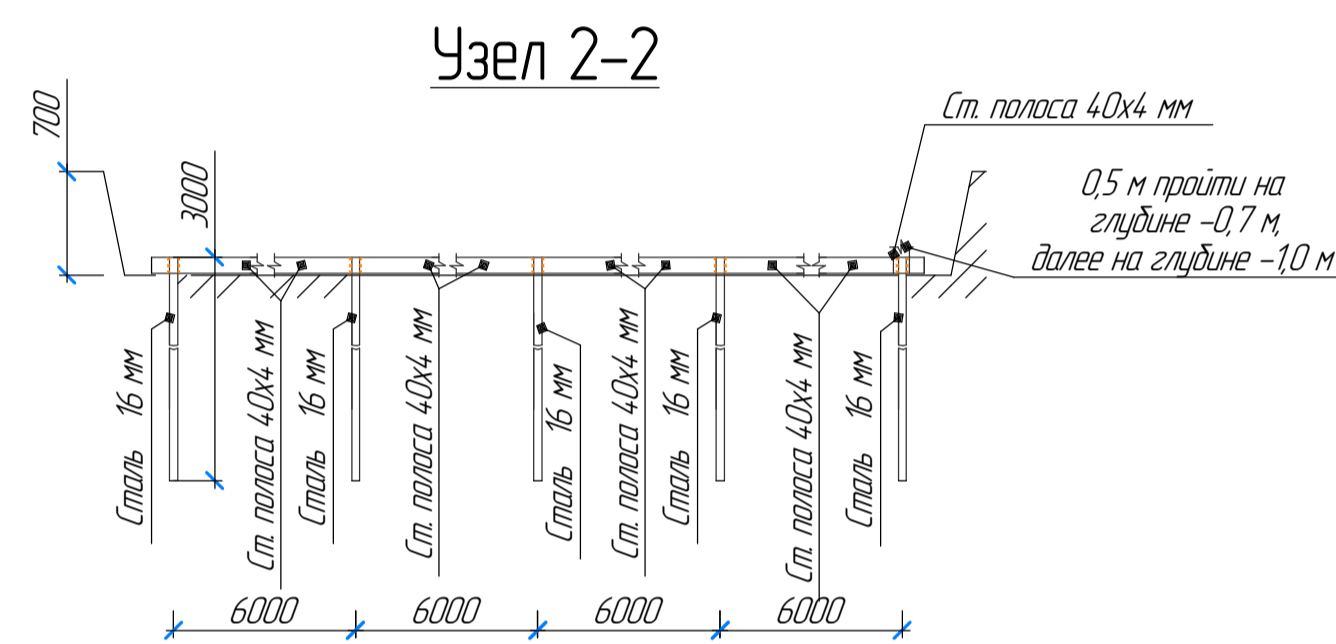 Узел 2-2
700
3000
Ст. полоса 40х4 мм
0,5 м пройти на
глубине -0,7 м,
далее на глубине -1,0 м
Сталь 16 мм
Ст. полоса 40х4 мм
Сталь 16 мм
Ст. полоса 40х4 мм
Сталь 16 мм
Ст. полоса 40х4 мм
Сталь 16 мм
Ст. полоса 40х4 мм
Сталь 16 мм
6000
6000
6000
6000